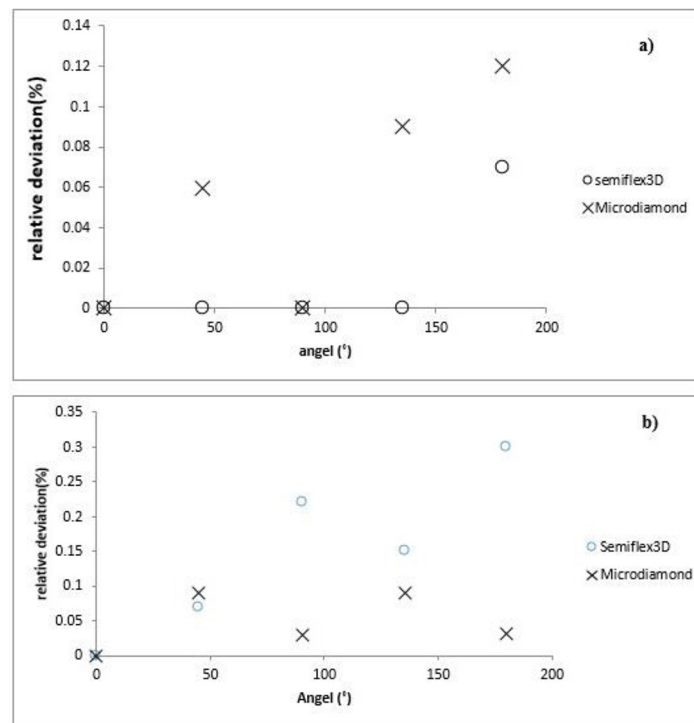 a)
relative deviation(%)
0.14
0.12
0.1
0.08
0.06
0.04
0.02
0
0 50 100 150 200
angel (°)
semiflex3D
Microdiamond
b)
relative deviation(%)
0.35
0.3
0.25
0.2
0.15
0.1
0.05
0
0 50 100 150 200
Angel (°)
Semiflex3D
Microdiamond